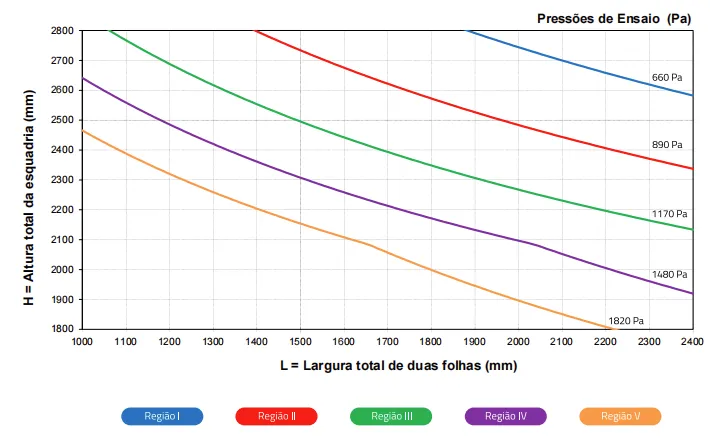 Pressões de Ensaio (Pa)
H = Altura total da esquadria (mm)
2800
2700
2600
2500
2400
2300
2200
2100
2000
1900
1800
660 Pa
890 Pa
1170 Pa
1480 Pa
1820 Pa
1000 1100 1200 1300 1400 1500 1600 1700 1800 1900 2000 2100 2200 2300 2400
L = Largura total de duas folhas (mm)
Região I Região II Região III Região IV Região V